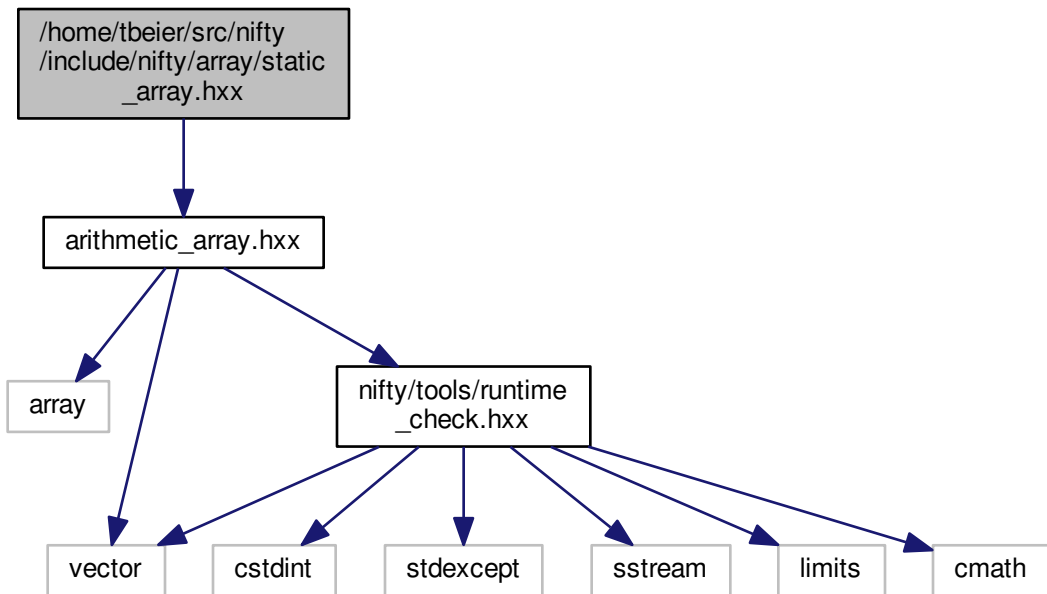 /home/tbeier/src/nifty
/include/nifty/array/static
_array.hxx
arithmetic_array.hxx
array
nifty/tools/runtime
_check.hxx
vector
cstdint
stdexcept
sstream
limits
cmath